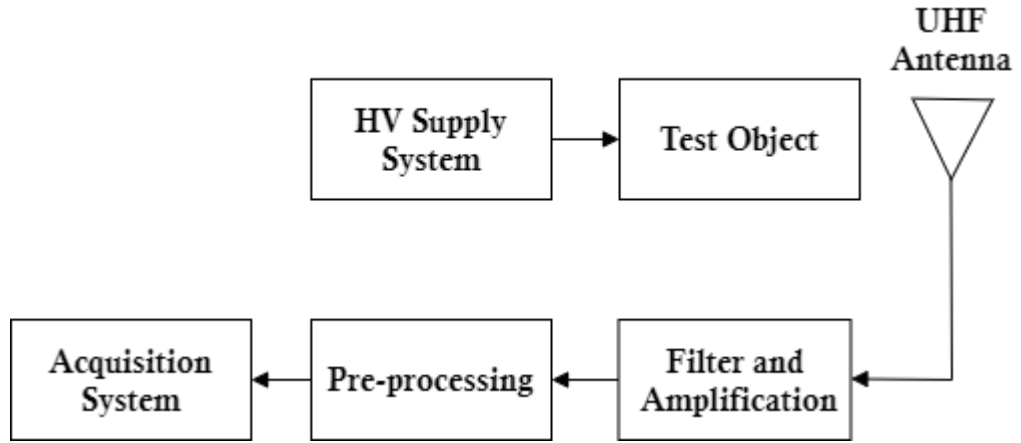 UHF
Antenna
HV Supply
System
Test Object
Acquisition
System
Pre-processing
Filter and
Amplification